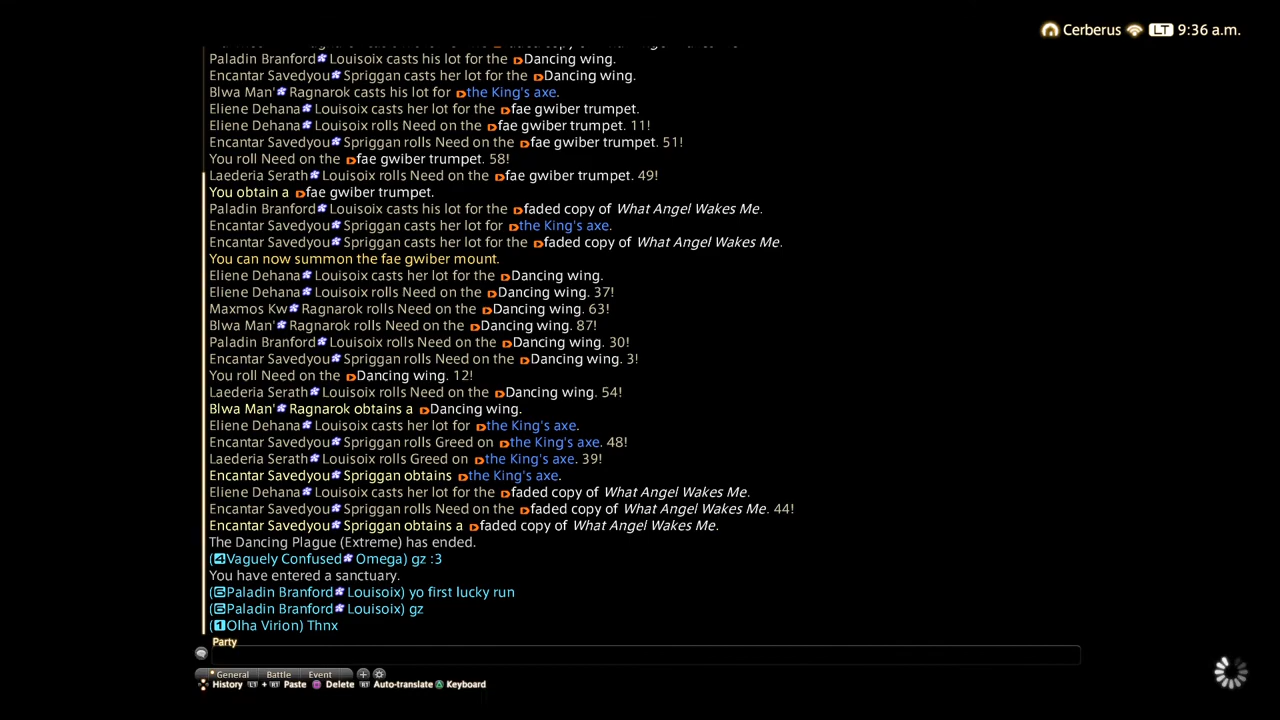 Cerberus LT 9:36 a.m.
Paladin Branford Louisoix casts his lot for the Dancing wing.
Encantar Savedyou Spriggan casts her lot for the Dancing wing.
Blwa Man' Ragnarok casts his lot for the King's axe.
Eliene Dehana Louisoix casts her lot for the fae gwiber trumpet.
Eliene Dehana Louisoix rolls Need on the fae gwiber trumpet. 11!
Encantar Savedyou Spriggan rolls Need on the fae gwiber trumpet. 51!
You roll Need on the fae gwiber trumpet. 58!
Laederia Serath Louisoix rolls Need on the fae gwiber trumpet. 49!
You obtain a fae gwiber trumpet.
Paladin Branford Louisoix casts his lot for the faded copy of What Angel Wakes Me.
Encantar Savedyou Spriggan casts her lot for the King's axe.
Encantar Savedyou Spriggan casts her lot for the faded copy of What Angel Wakes Me.
You can now summon the fae gwiber mount.
Eliene Dehana Louisoix casts her lot for the Dancing wing.
Eliene Dehana Louisoix rolls Need on the Dancing wing. 37!
Maxmos Kw Ragnarok rolls Need on the Dancing wing. 63!
Blwa Man' Ragnarok rolls Need on the Dancing wing. 87!
Paladin Branford Louisoix rolls Need on the Dancing wing. 30!
Encantar Savedyou Spriggan rolls Need on the Dancing wing. 3!
You roll Need on the Dancing wing. 12!
Laederia Serath Louisoix rolls Need on the Dancing wing. 54!
Blwa Man' Ragnarok obtains a Dancing wing.
Eliene Dehana Louisoix casts her lot for the King's axe.
Encantar Savedyou Spriggan rolls Greed on the King's axe. 48!
Laederia Serath Louisoix rolls Greed on the King's axe. 39!
Encantar Savedyou Spriggan obtains the King's axe.
Eliene Dehana Louisoix casts her lot for the faded copy of What Angel Wakes Me.
Encantar Savedyou Spriggan rolls Need on the faded copy of What Angel Wakes Me. 44!
Encantar Savedyou Spriggan obtains a faded copy of What Angel Wakes Me.
The Dancing Plague (Extreme) has ended.
(4 Vaguely Confused Omega) gz :3
You have entered a sanctuary.
(6 Paladin Branford Louisoix) yo first lucky run
(6 Paladin Branford Louisoix) gz
(1 Olha Virion) Thnx
Party
General Battle Event
History LT + R1 Paste Delete R1 Auto-translate Keyboard